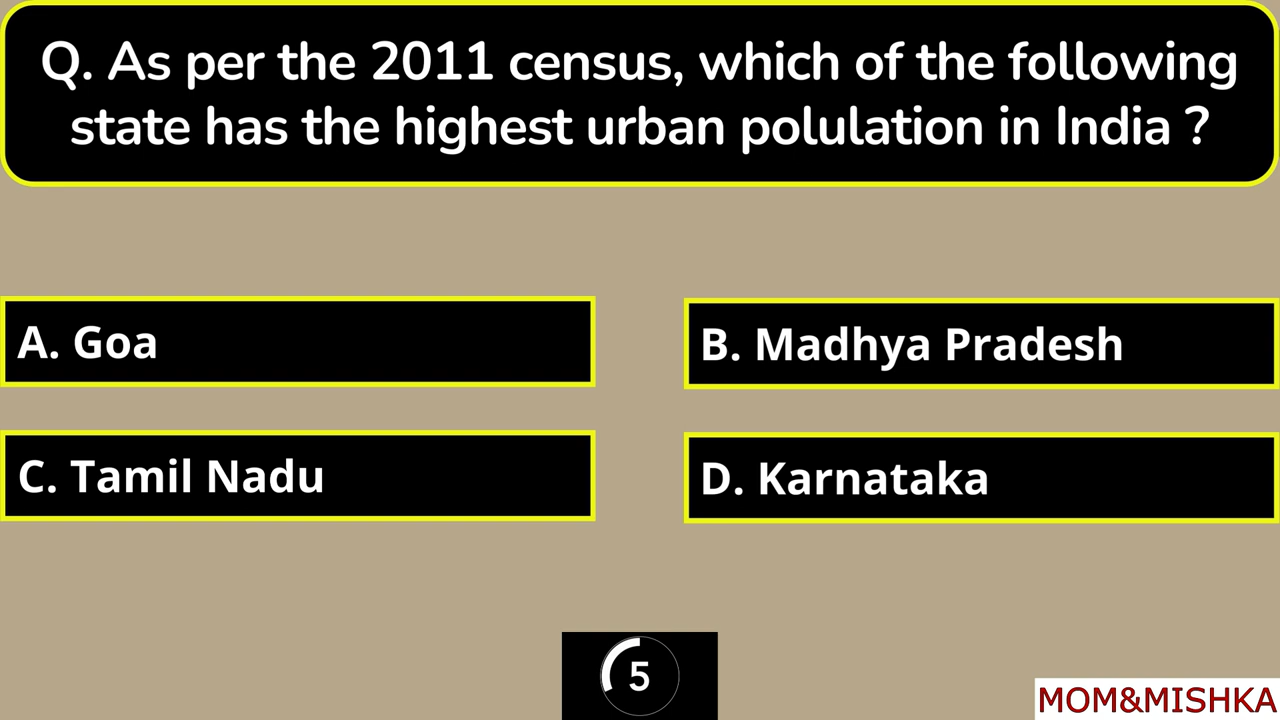 Q. As per the 2011 census, which of the following
state has the highest urban polulation in India ?
A. Goa
B. Madhya Pradesh
C. Tamil Nadu
D. Karnataka
5
MOM&MISHKA